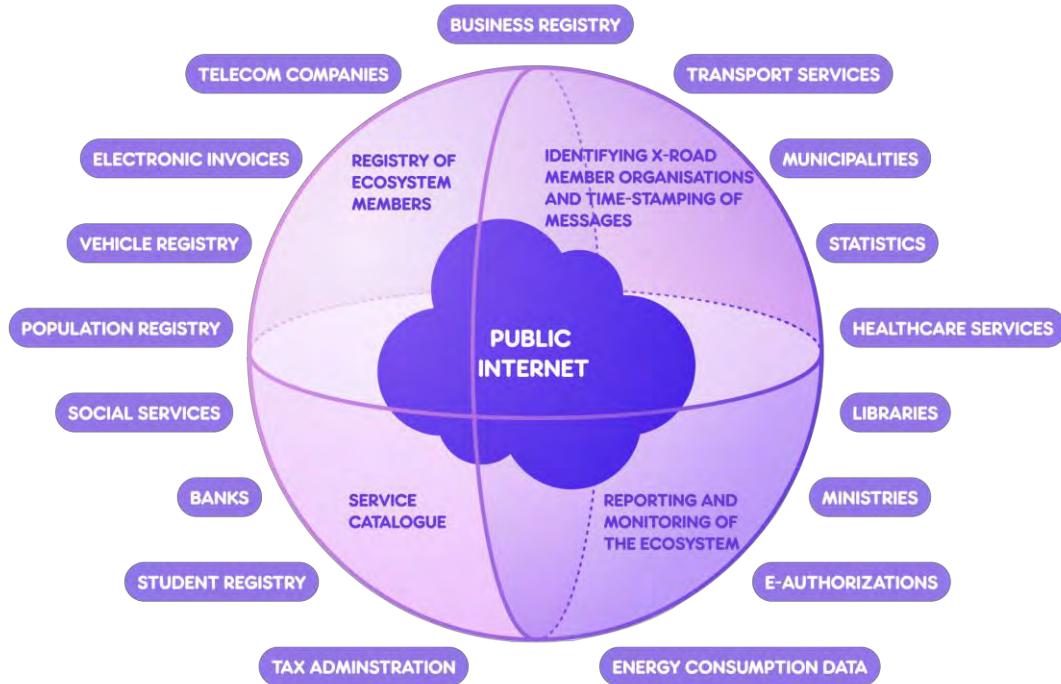 BUSINESS REGISTRY
TELECOM COMPANIES
TRANSPORT SERVICES
ELECTRONIC INVOICES
MUNICIPALITIES
REGISTRY OF
ECOSYSTEM
MEMBERS
IDENTIFYING X-ROAD
MEMBER ORGANISATIONS
AND TIME-STAMPING OF
MESSAGES
VEHICLE REGISTRY
STATISTICS
POPULATION REGISTRY
PUBLIC
INTERNET
HEALTHCARE SERVICES
SOCIAL SERVICES
LIBRARIES
BANKS
SERVICE
CATALOGUE
REPORTING AND
MONITORING OF
THE ECOSYSTEM
MINISTRIES
STUDENT REGISTRY
E-AUTHORIZATIONS
TAX ADMINSTRATION
ENERGY CONSUMPTION DATA